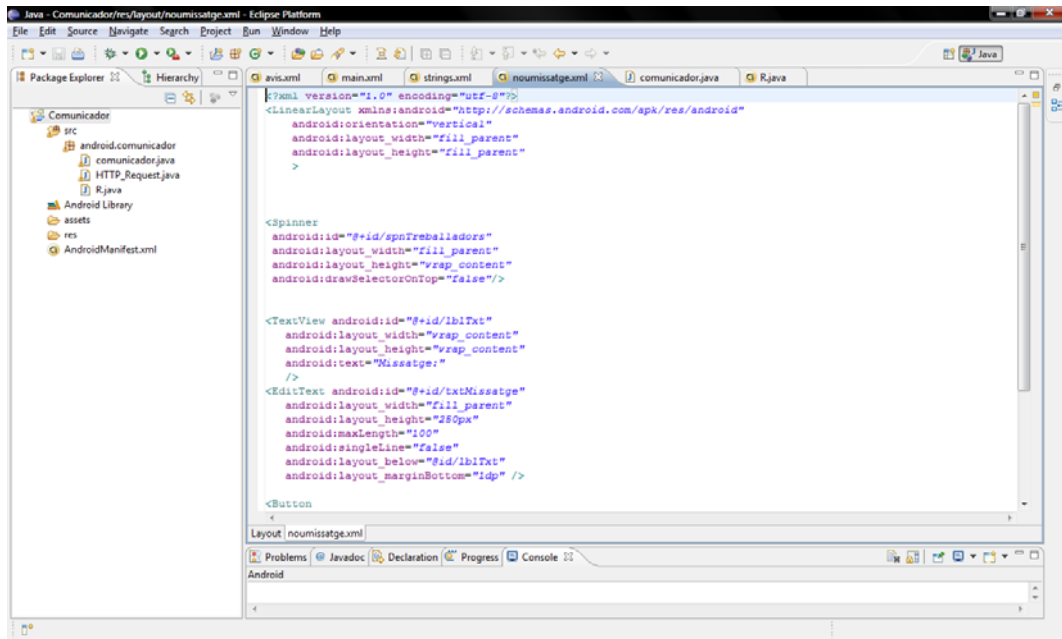 Java - Comunicador/res/layout/noumissatge.xml - Eclipse Platform
File Edit Source Navigate Search Project Run Window Help
Java
Package Explorer Hierarchy
avis.xml main.xml strings.xml noumissatge.xml comunicador.java R.java
Comunicador
src
android.comunicador
comunicador.java
HTTP_Request.java
R.java
Android Library
assets
res
AndroidManifest.xml
<?xml version="1.0" encoding="utf-8"?>
<LinearLayout xmlns:android="http://schemas.android.com/apk/res/android"
android:orientation="vertical"
android:layout_width="fill_parent"
android:layout_height="fill_parent"
>
<Spinner
android:id="@+id/spnTreballadors"
android:layout_width="fill_parent"
android:layout_height="wrap_content"
android:drawSelectorOnTop="false"/>
<TextView android:id="@+id/lblTxt"
android:layout_width="wrap_content"
android:layout_height="wrap_content"
android:text="Missatge:"
/>
<EditText android:id="@+id/txtMissatge"
android:layout_width="fill_parent"
android:layout_height="250px"
android:maxLength="100"
android:singleLine="false"
android:layout_below="@id/lblTxt"
android:layout_marginBottom="1dp" />
<Button
Layout noumissatge.xml
Problems Javadoc Declaration Progress Console
Android